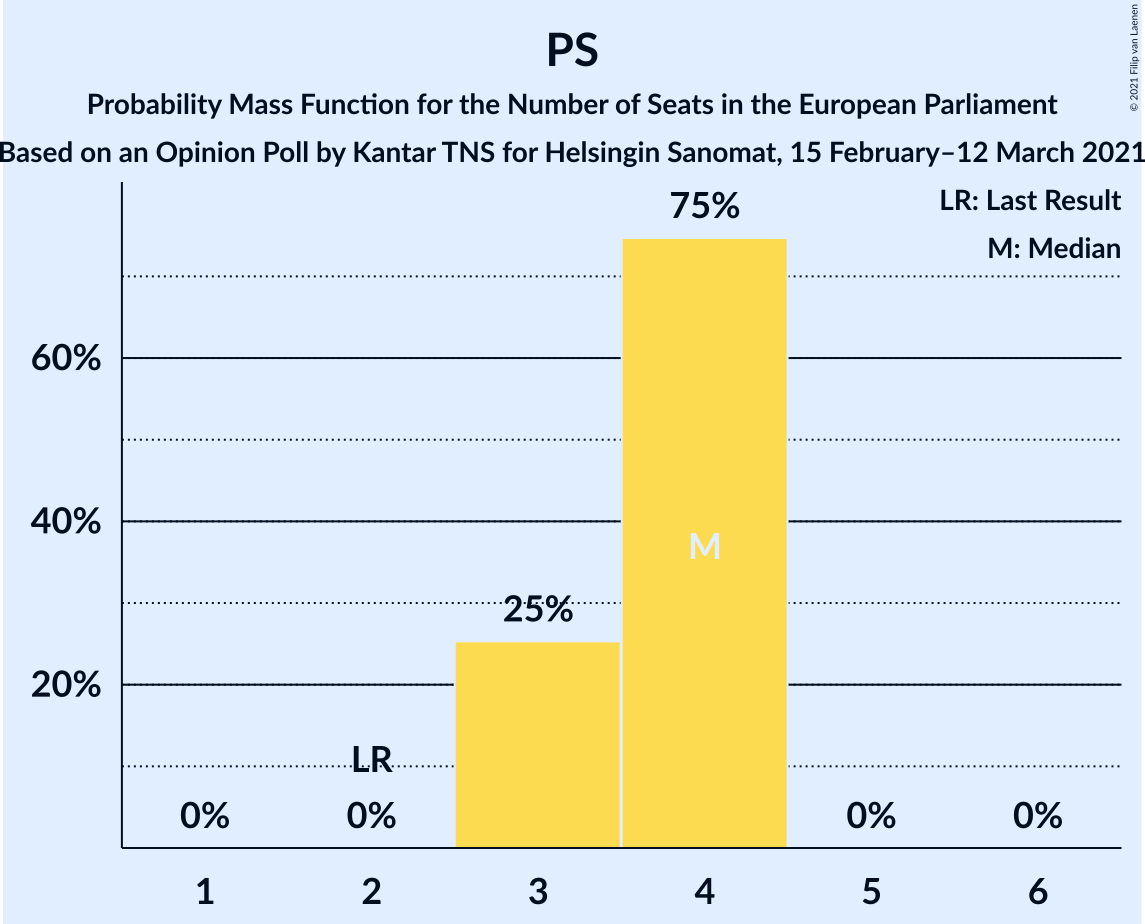 PS
Probability Mass Function for the Number of Seats in the European Parliament
Based on an Opinion Poll by Kantar TNS for Helsingin Sanomat, 15 February–12 March 2021
© 2021 Filip van Laenen
LR: Last Result
M: Median
75%
60%
40%
M
25%
20%
LR
0% 0% 0% 0%
1 2 3 4 5 6